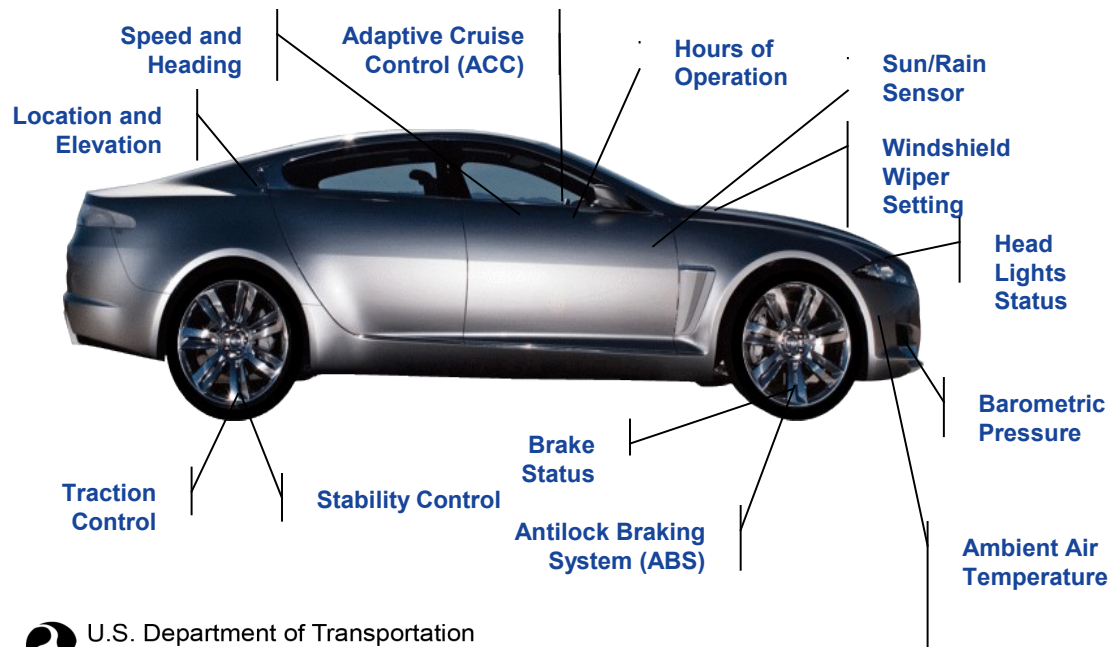 Speed and
Heading
Adaptive Cruise
Control (ACC)
Hours of
Operation
Sun/Rain
Sensor
Location and
Elevation
Windshield
Wiper
Setting
Head
Lights
Status
Barometric
Pressure
Brake
Status
Traction
Control
Stability Control
Antilock Braking
System (ABS)
Ambient Air
Temperature
U.S. Department of Transportation